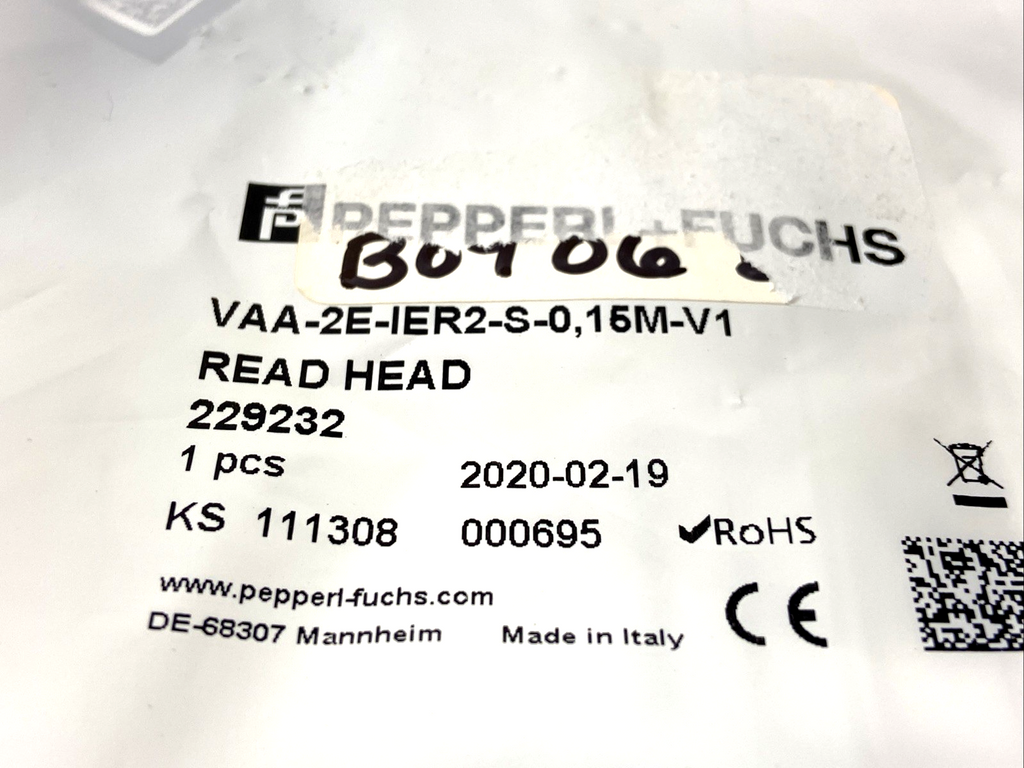 PEPPERL+FUCHS
VAA-2E-IER2-S-0,15M-V1
READ HEAD
229232
1 pcs 2020-02-19
KS 111308 000695 ✔RoHS
www.pepperl-fuchs.com
DE-68307 Mannheim Made in Italy CE